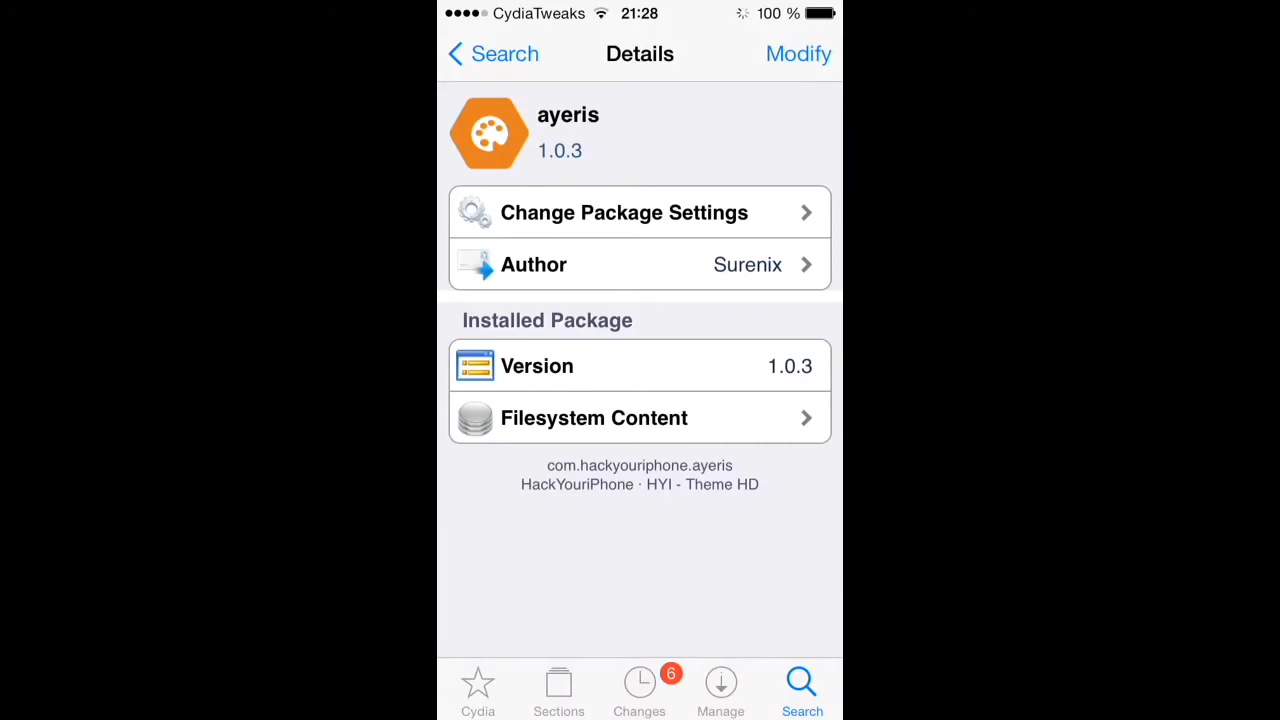 CydiaTweaks 21:28 100 %
Search Details Modify
ayeris
1.0.3
Change Package Settings
Author Surenix
Installed Package
Version 1.0.3
Filesystem Content
com.hackyouriphone.ayeris
HackYouriPhone · HYI - Theme HD
6
Cydia Sections Changes Manage Search